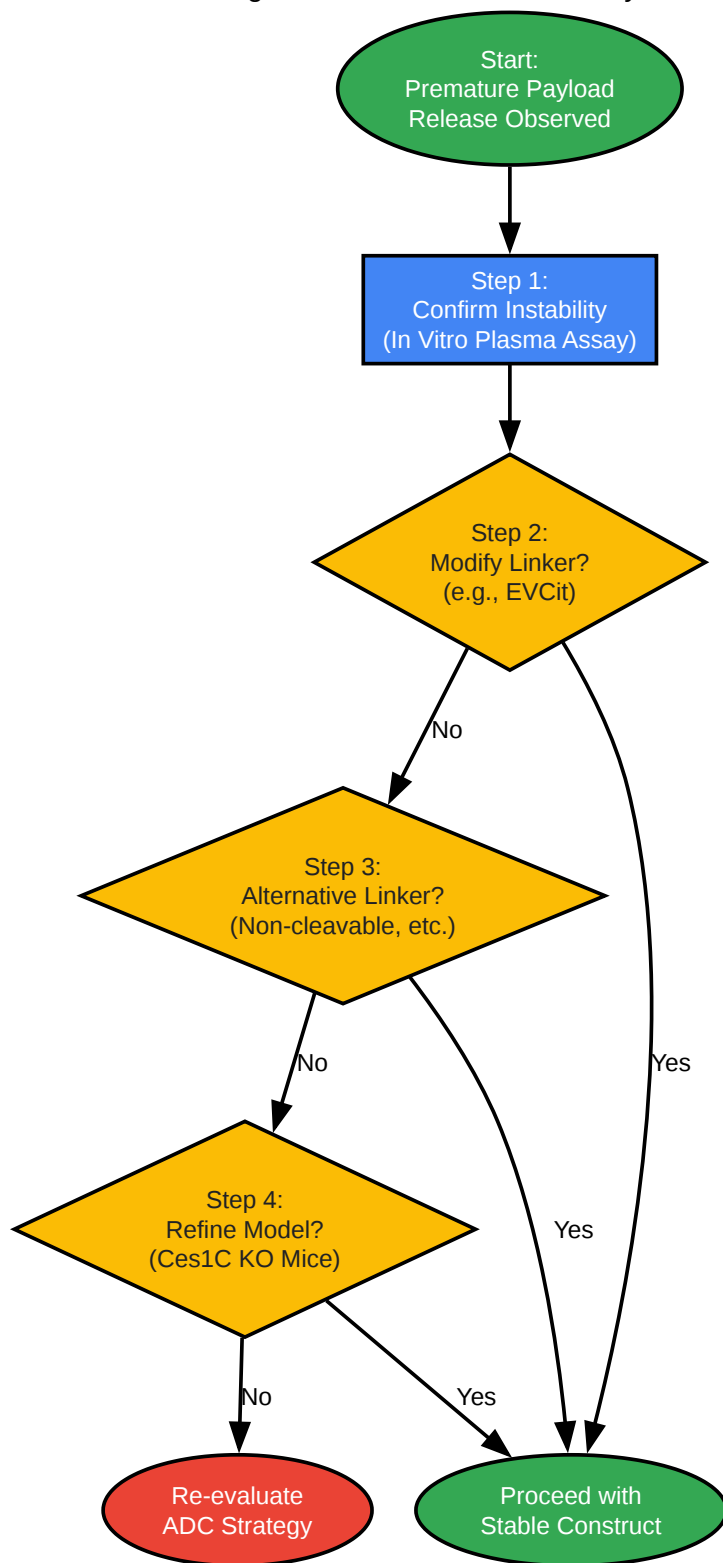 Start:
Premature Payload
Release Observed
Step 1:
Confirm Instability
(In Vitro Plasma Assay)
Step 2:
Modify Linker?
(e.g., EVCit)
No
Step 3:
Alternative Linker?
(Non-cleavable, etc.)
No
Yes
Step 4:
Refine Model?
(Ces1C KO Mice)
Yes
No
Yes
Re-evaluate
ADC Strategy
Proceed with
Stable Construct